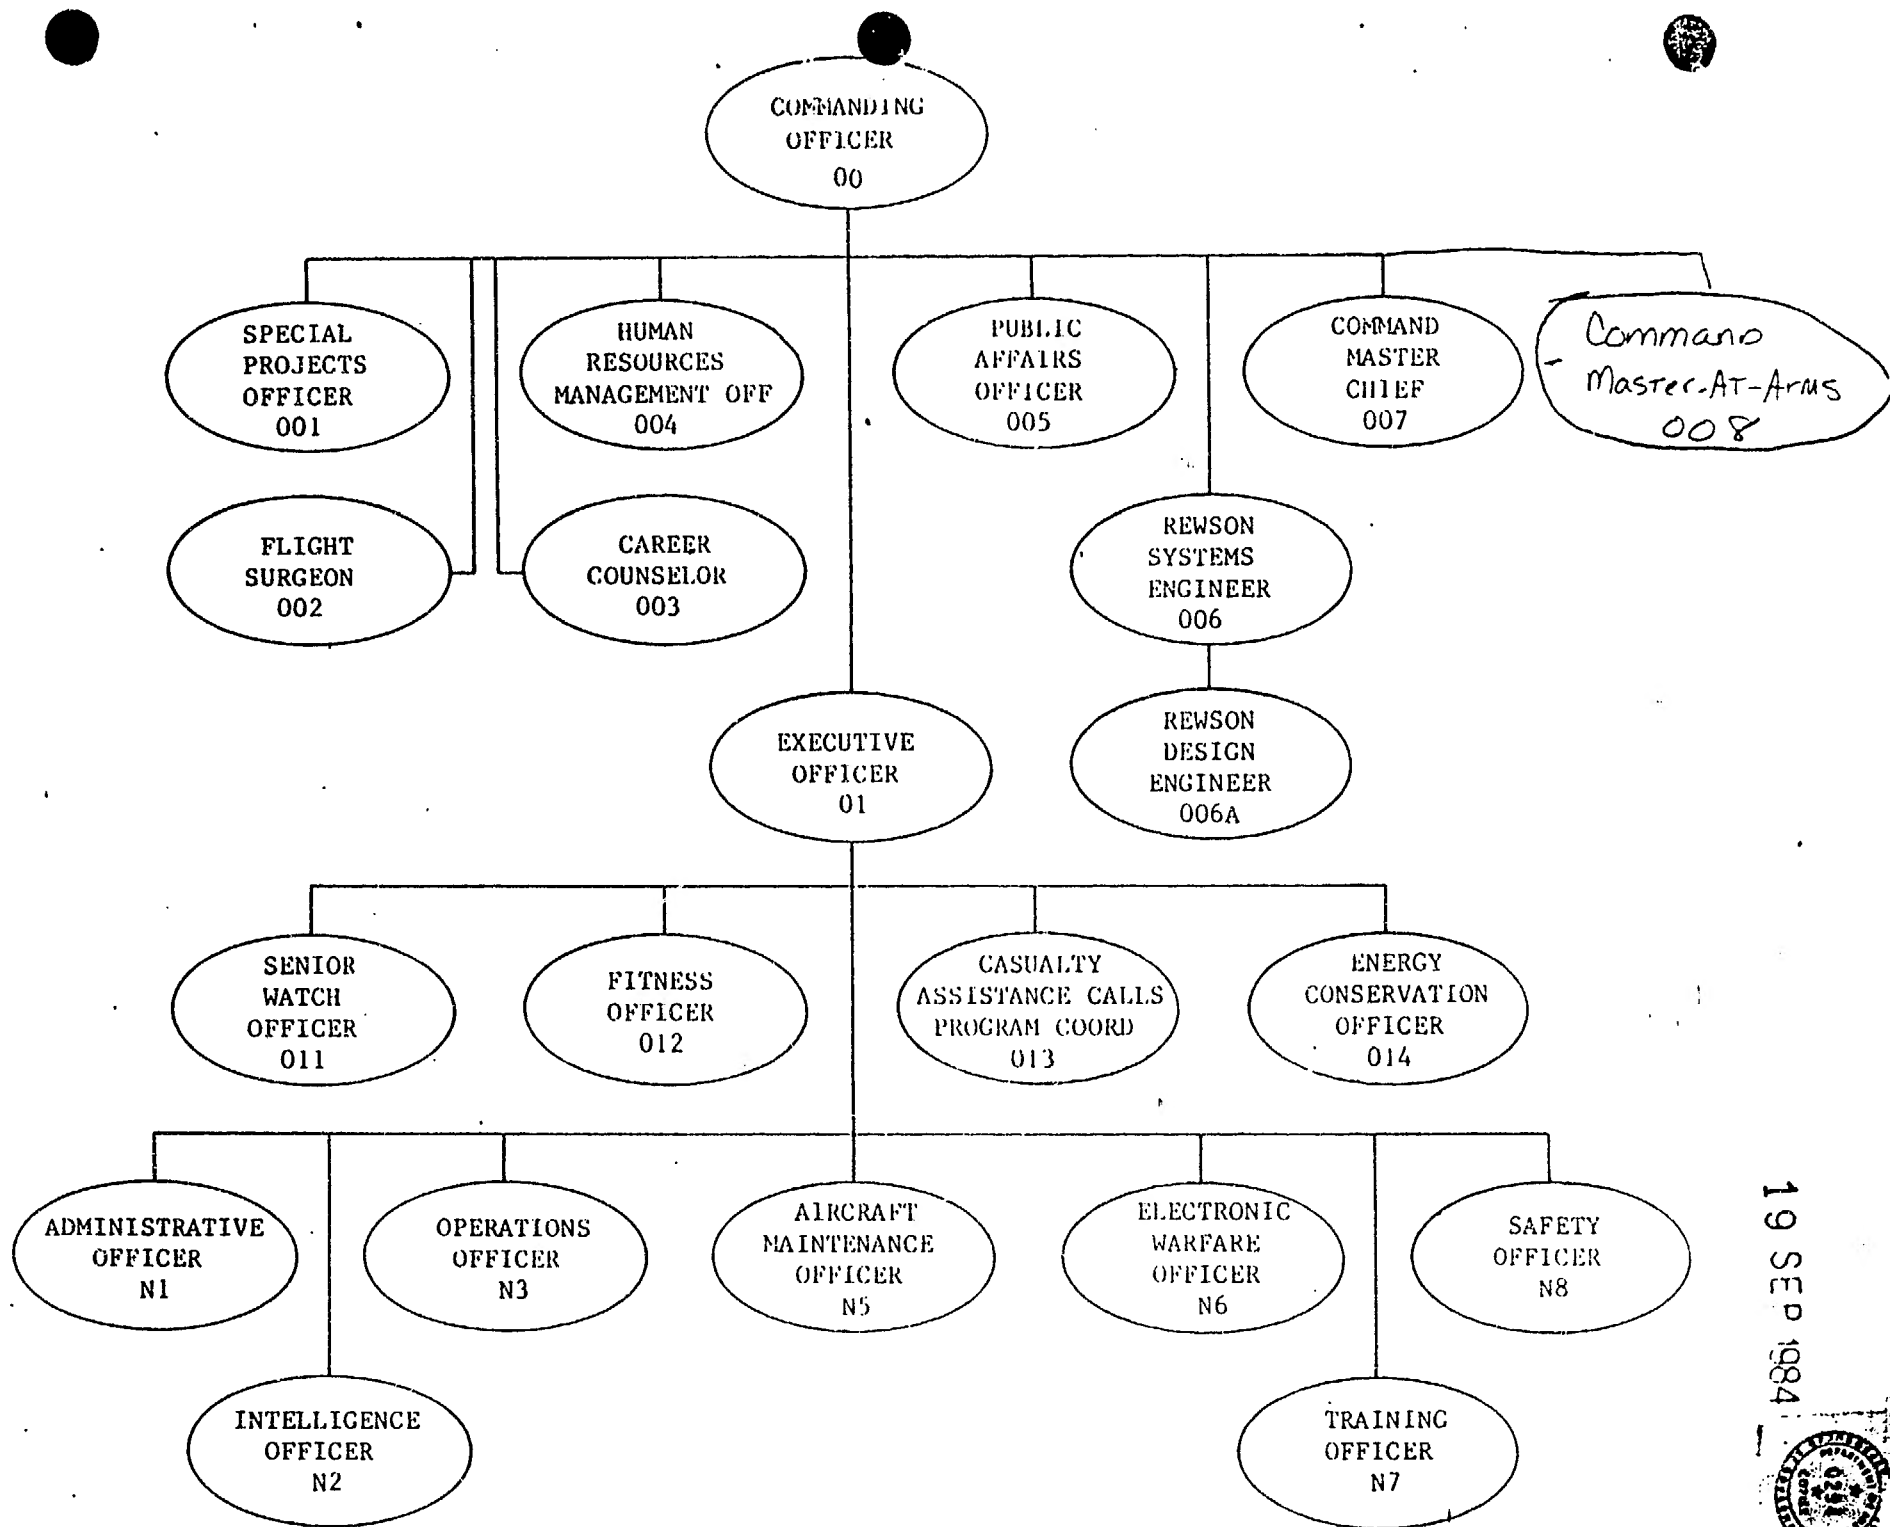 COMMANDING
OFFICER
00
SPECIAL
PROJECTS
OFFICER
001
HUMAN
RESOURCES
MANAGEMENT OFF
004
PUBLIC
AFFAIRS
OFFICER
005
COMMAND
MASTER
CHIEF
007
Command
Master-At-Arms
008
FLIGHT
SURGEON
002
CAREER
COUNSELOR
003
REWSON
SYSTEMS
ENGINEER
006
EXECUTIVE
OFFICER
01
REWSON
DESIGN
ENGINEER
006A
SENIOR
WATCH
OFFICER
011
FITNESS
OFFICER
012
CASUALTY
ASSISTANCE CALLS
PROGRAM COORD
013
ENERGY
CONSERVATION
OFFICER
014
ADMINISTRATIVE
OFFICER
N1
OPERATIONS
OFFICER
N3
AIRCRAFT
MAINTENANCE
OFFICER
N5
ELECTRONIC
WARFARE
OFFICER
N6
SAFETY
OFFICER
N8
INTELLIGENCE
OFFICER
N2
TRAINING
OFFICER
N7
19 SEP 1984